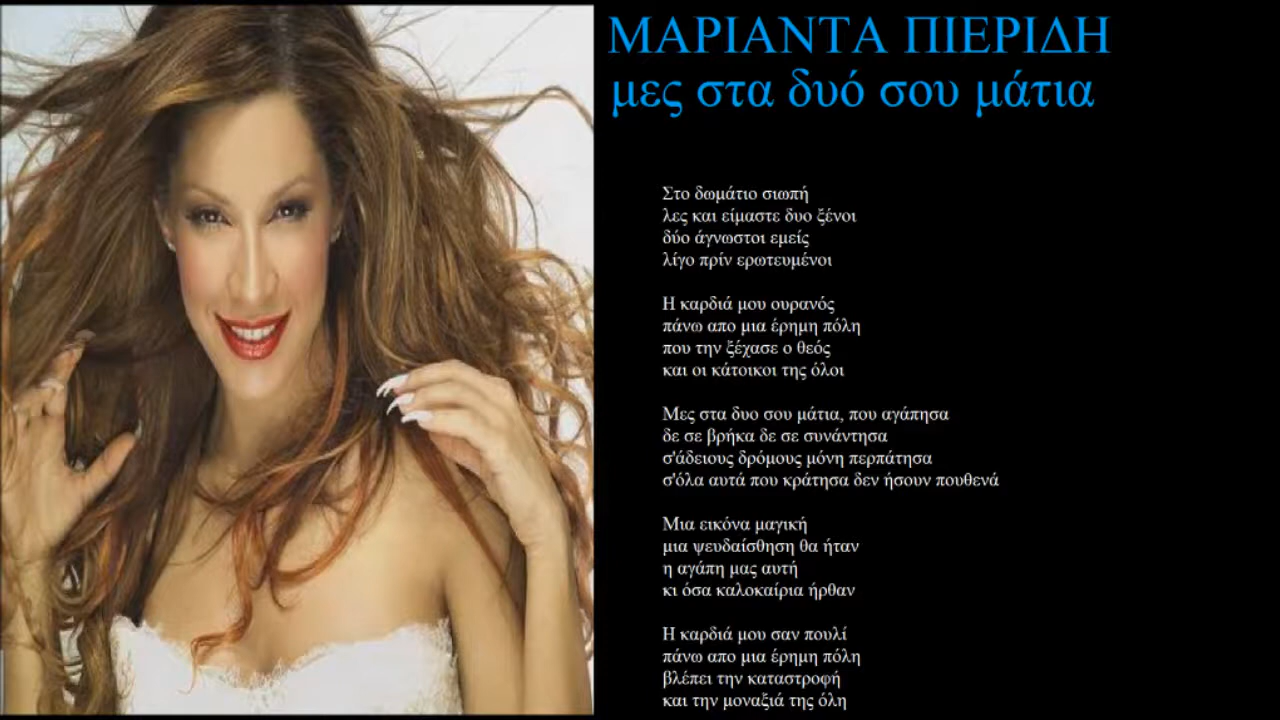 ΜΑΡΙΑΝΤΑ ΠΙΕΡΙΔΗ
μες στα δυό σου μάτια
Στο δωμάτιο σιωπή
λες και είμαστε δυο ξένοι
δύο άγνωστοι εμείς
λίγο πρίν ερωτευμένοι
Η καρδιά μου ουρανός
πάνω απο μια έρημη πόλη
που την ξέχασε ο θεός
και οι κάτοικοι της όλοι
Μες στα δυο σου μάτια, που αγάπησα
δε σε βρήκα δε σε συνάντησα
σ'άδειους δρόμους μόνη περπάτησα
σ'όλα αυτά που κράτησα δεν ήσουν πουθενά
Μια εικόνα μαγική
μια ψευδαίσθηση θα ήταν
η αγάπη μας αυτή
κι όσα καλοκαίρια ήρθαν
Η καρδιά μου σαν πουλί
πάνω απο μια έρημη πόλη
βλέπει την καταστροφή
και την μοναξιά της όλη